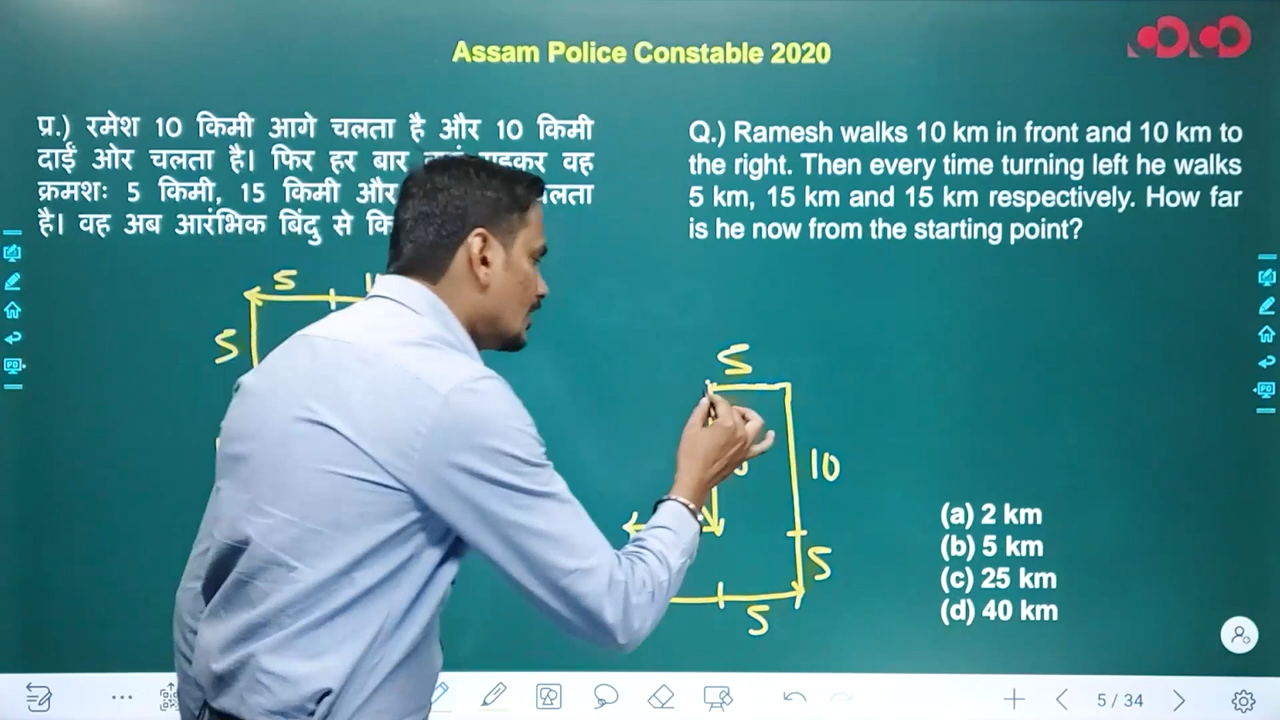 Assam Police Constable 2020
प्र.) रमेश 10 किमी आगे चलता है और 10 किमी
दाईं ओर चलता है। फिर हर बार वह
क्रमशः 5 किमी, 15 किमी और चलता
है। वह अब आरंभिक बिंदु से
Q.) Ramesh walks 10 km in front and 10 km to
the right. Then every time turning left he walks
5 km, 15 km and 15 km respectively. How far
is he now from the starting point?
5
5
5
10
5
5
(a) 2 km
(b) 5 km
(c) 25 km
(d) 40 km
5 / 34